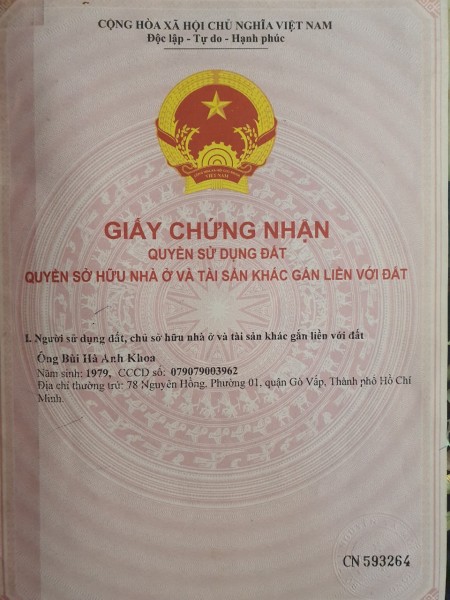 CỘNG HÒA XÃ HỘI CHỦ NGHĨA VIỆT NAM
Độc lập - Tự do - Hạnh phúc
VIỆT NAM
GIẤY CHỨNG NHẬN
QUYỀN SỬ DỤNG ĐẤT
QUYỀN SỞ HỮU NHÀ Ở VÀ TÀI SẢN KHÁC GẮN LIỀN VỚI ĐẤT
I. Người sử dụng đất, chủ sở hữu nhà ở và tài sản khác gắn liền với đất
Ông Bùi Hà Anh Khoa
Năm sinh: 1979, CCCD số: 079079003962
Địa chỉ thường trú: 78 Nguyễn Hồng, Phường 01, quận Gò Vấp, Thành phố Hồ Chí
Minh.
CN 593264